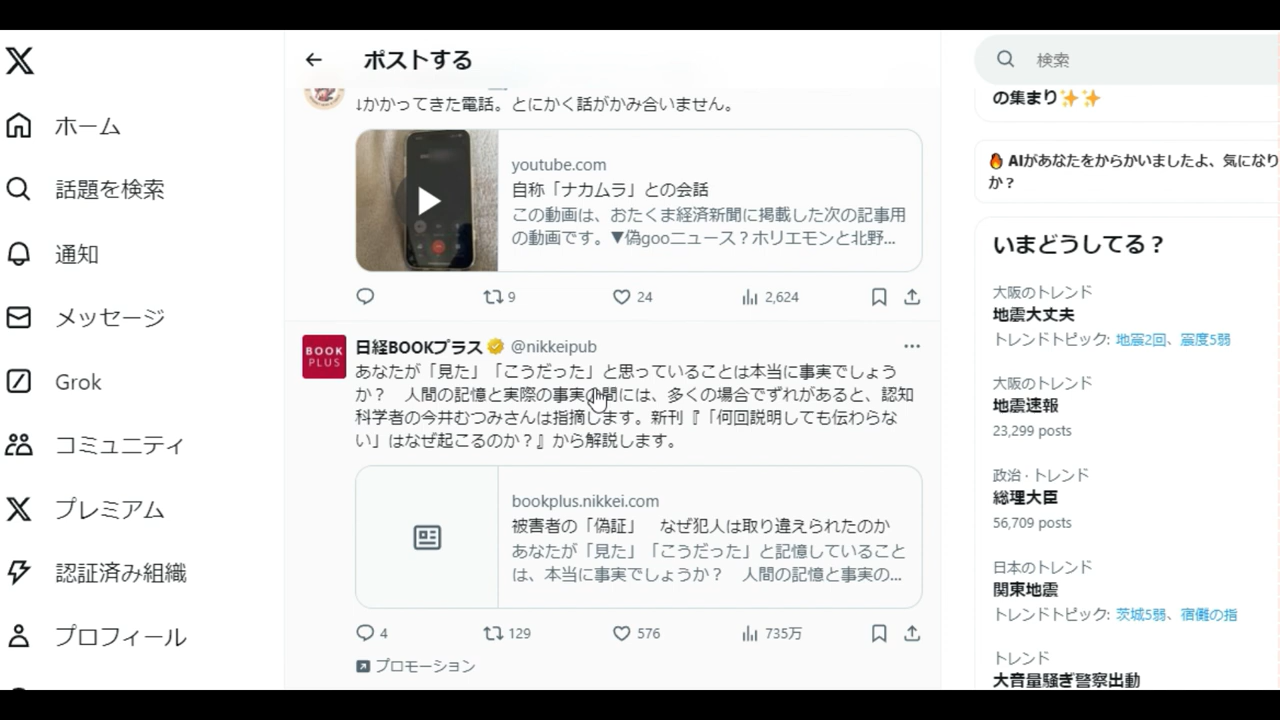 ポストする
検索
ホーム
話題を検索
通知
メッセージ
Grok
コミュニティ
プレミアム
認証済み組織
プロフィール
↓かかってきた電話。とにかく話がかみ合いません。
youtube.com
自称「ナカムラ」との会話
この動画は、おたくま経済新聞に掲載した次の記事用
の動画です。▼偽gooニュース？ホリエモンと北野...
9
24
2,624
BOOK
PLUS
日経BOOKプラス @nikkeipub
あなたが「見た」「こうだった」と思っていることは本当に事実でしょう
か？　人間の記憶と実際の事実の間には、多くの場合でずれがあると、認知
科学者の今井むつみさんは指摘します。新刊『「何回説明しても伝わらな
い」はなぜ起こるのか？』から解説します。
bookplus.nikkei.com
被害者の「偽証」　なぜ犯人は取り違えられたのか
あなたが「見た」「こうだった」と記憶していること
は、本当に事実でしょうか？　人間の記憶と事実の...
4
129
576
735万
プロモーション
の集まり✨✨
🔥 AIがあなたをからかいましたよ、気になり
か？
いまどうしてる？
大阪のトレンド
地震大丈夫
トレンドトピック: 地震2回、震度5弱
大阪のトレンド
地震速報
23,299 posts
政治 · トレンド
総理大臣
56,709 posts
日本のトレンド
関東地震
トレンドトピック: 茨城5弱、宿儺の指
トレンド
大音量騒ぎ警察出動